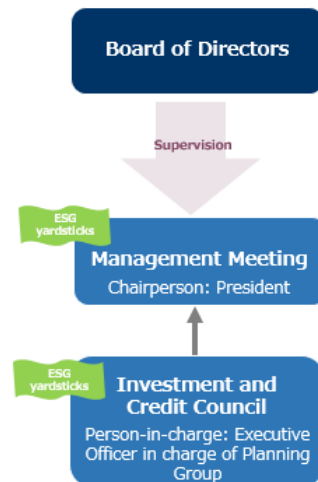 Board of Directors
Supervision
ESG
yardsticks
Management Meeting
Chairperson: President
ESG
yardsticks
Investment and
Credit Council
Person-in-charge: Executive
Officer in charge of Planning
Group